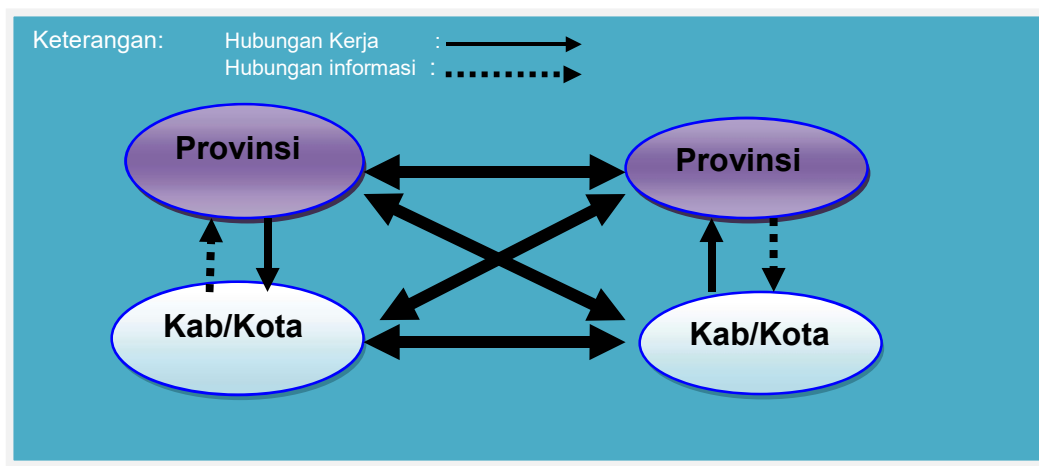 Keterangan: Hubungan Kerja :
Hubungan informasi :
Provinsi
Provinsi
Kab/Kota
Kab/Kota